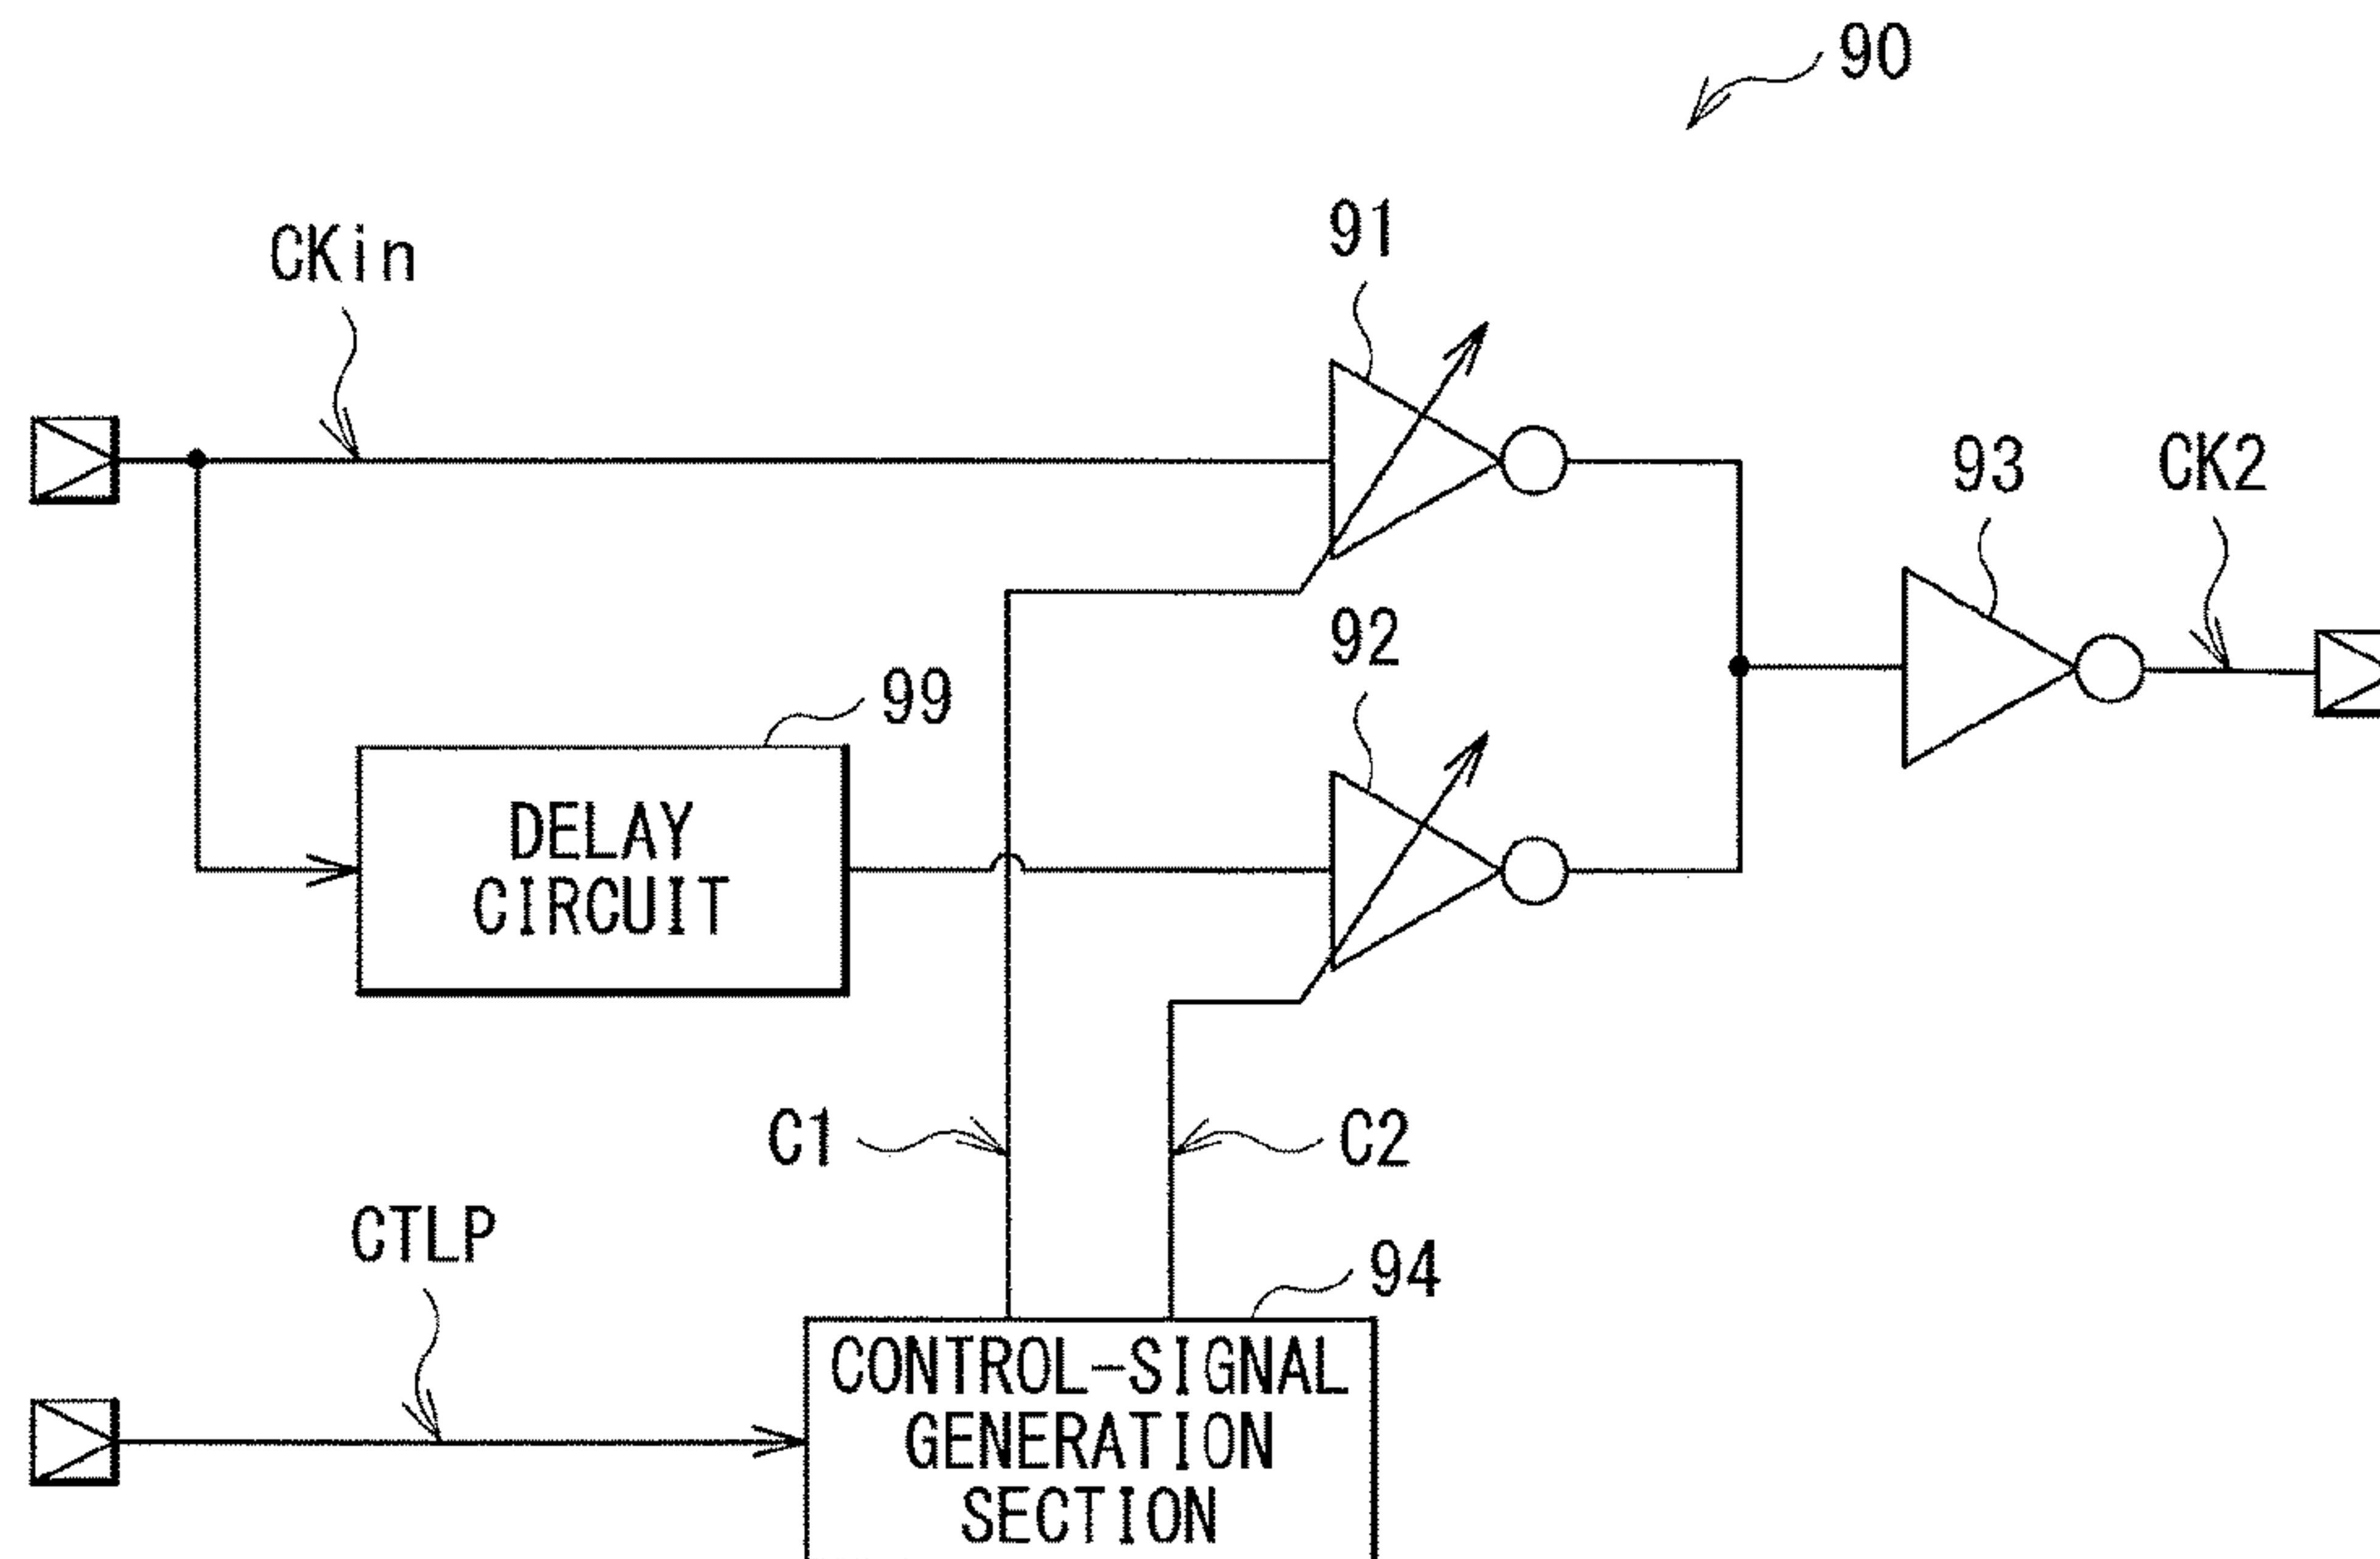 90
91
CKin
93
CK2
92
99
DELAY
CIRCUIT
C1
C2
CTLP
94
CONTROL-SIGNAL
GENERATION
SECTION